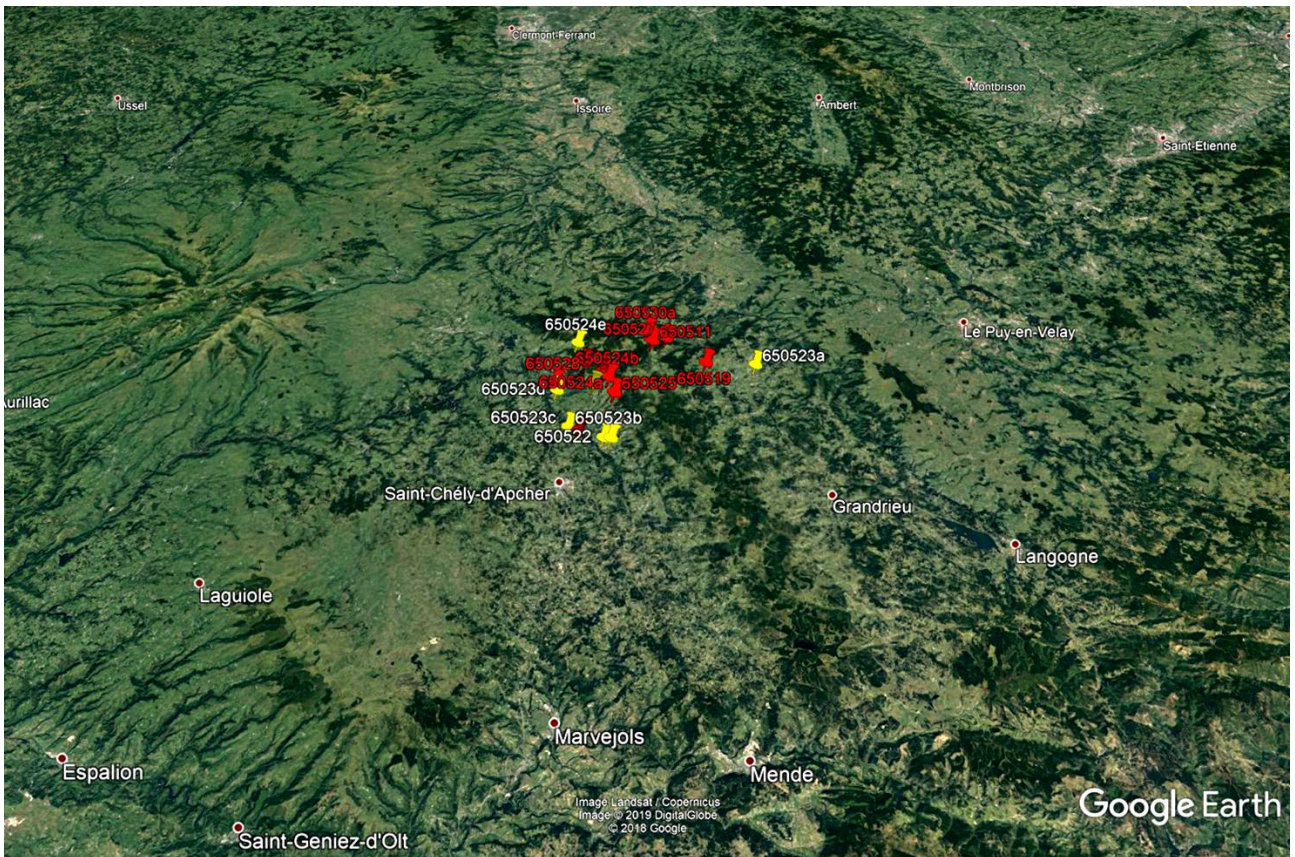 Clermont-Ferrand
Ussel
Issoire
Ambert
Montbrison
Saint-Etienne
650530a
650524e
650511
Le Puy-en-Velay
650524b
650523a
650519
650524a
650525
650523d
Aurillac
650523c
650523b
650522
Saint-Chély-d'Apcher
Grandrieu
Langogne
Laguiole
Marvejols
Mende
Espalion
Saint-Geniez-d'Olt
Image Landsat / Copernicus
Image © 2019 DigitalGlobe
© 2018 Google
Google Earth